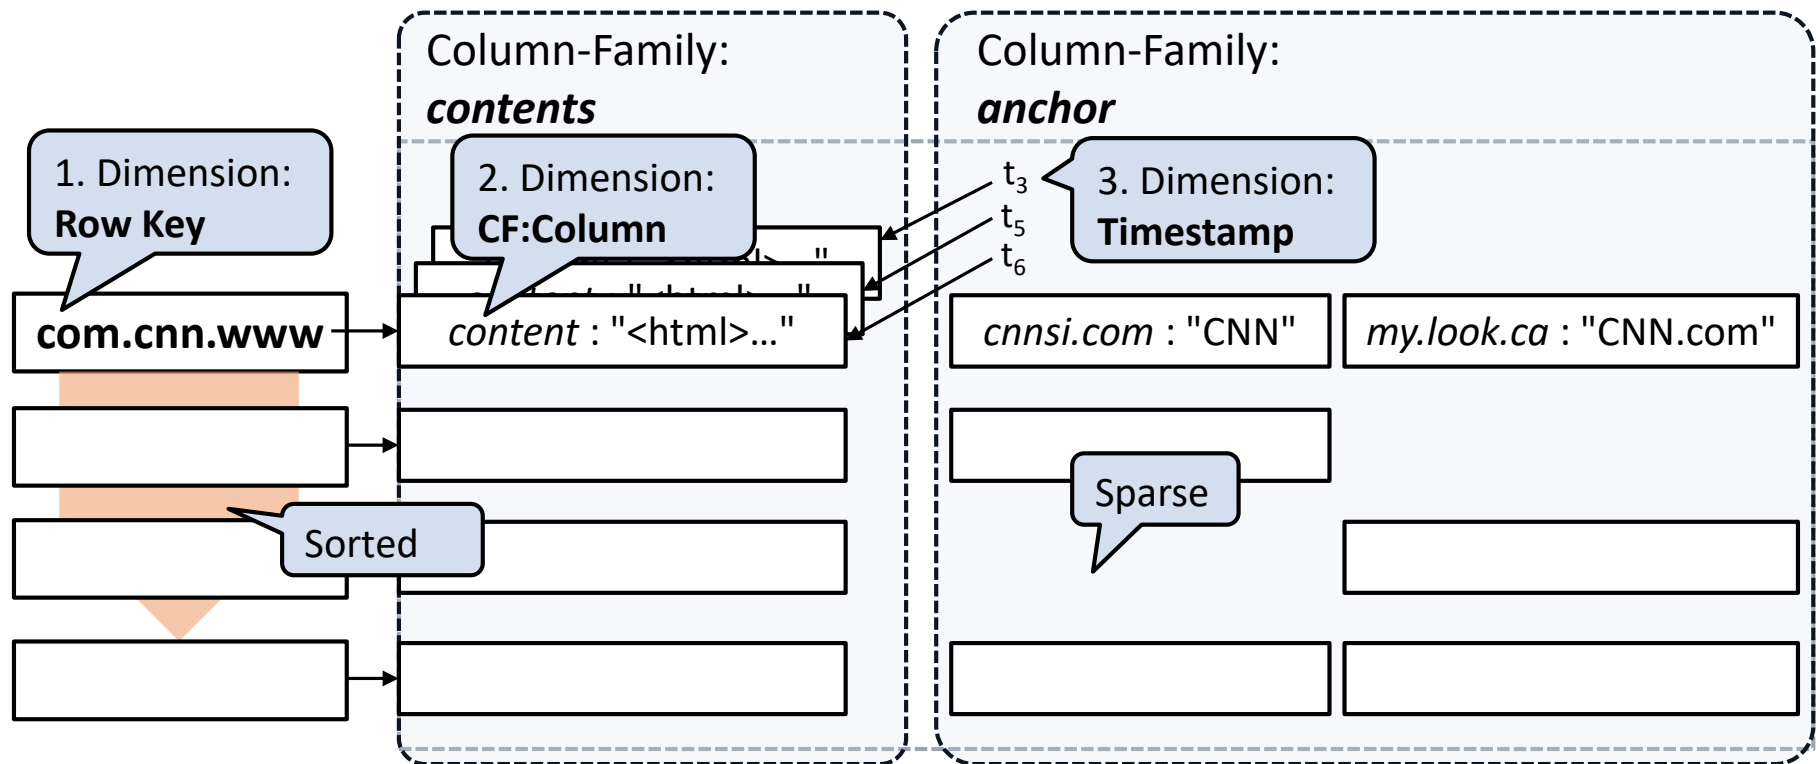 Column-Family:
contents
Column-Family:
anchor
1. Dimension:
Row Key
2. Dimension:
CF:Column
3. Dimension:
Timestamp
t₃
t₅
t₆
com.cnn.www
content : "<html>…"
cnnsi.com : "CNN"
my.look.ca : "CNN.com"
Sorted
Sparse